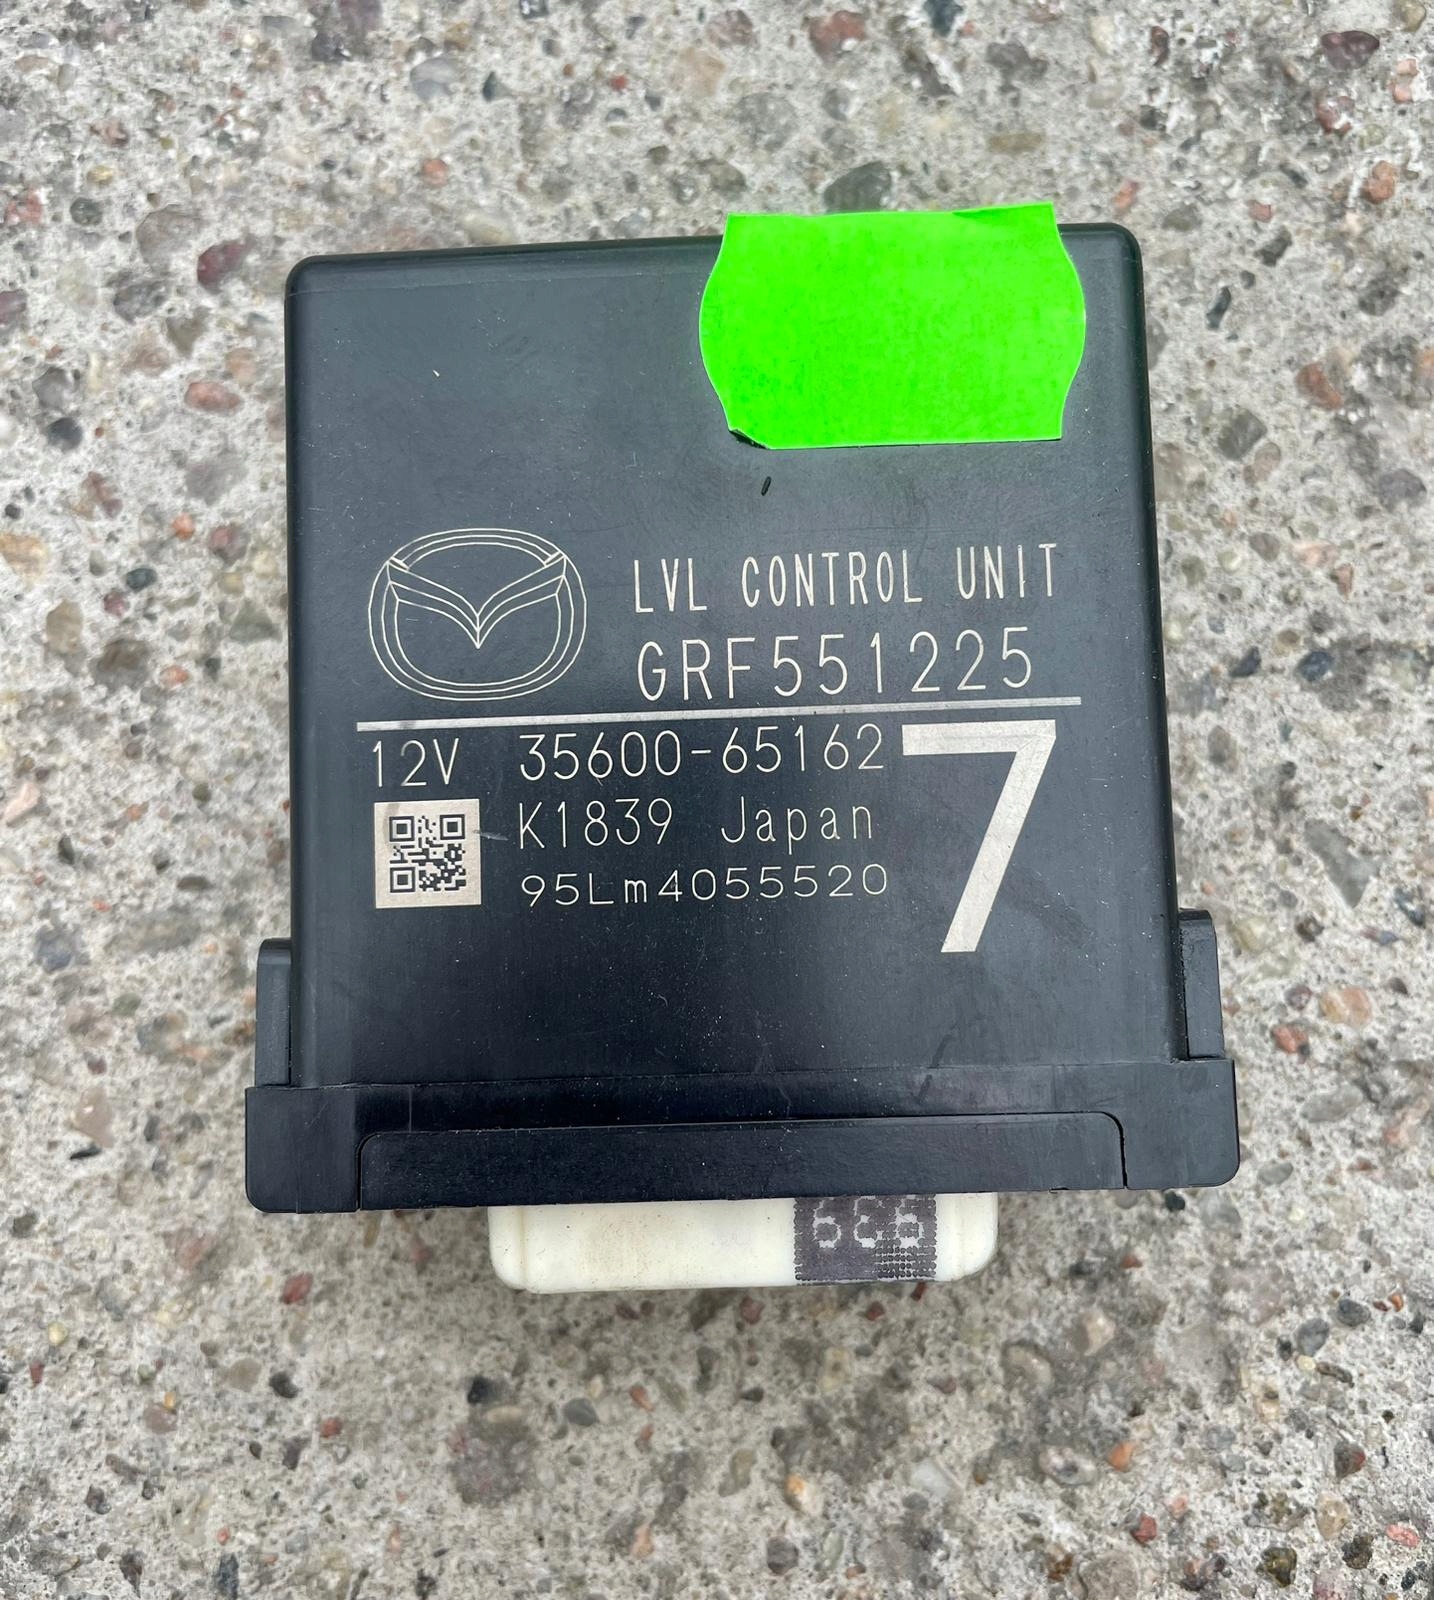 LVL CONTROL UNIT
GRF551225
12V 35600-65162 7
K1839 Japan
95Lm4055520